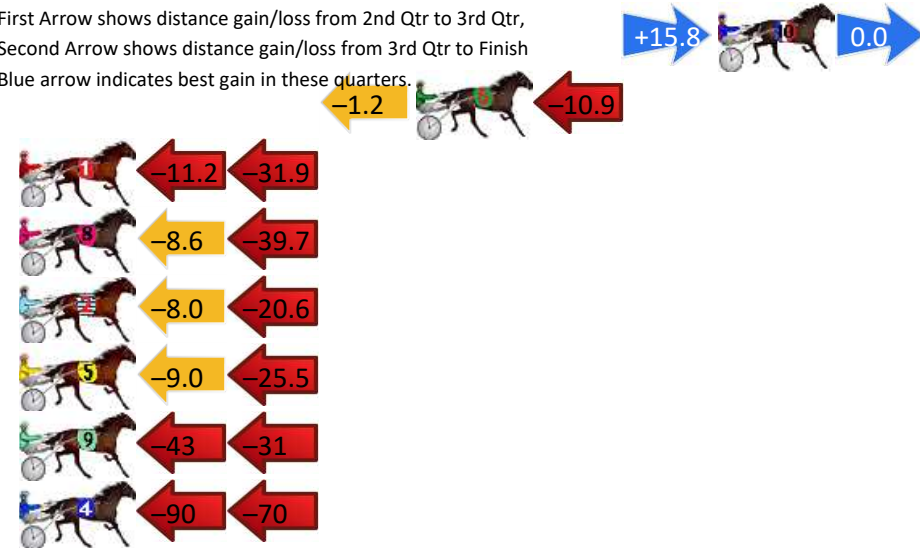 First Arrow shows distance gain/loss from 2nd Qtr to 3rd Qtr,
Second Arrow shows distance gain/loss from 3rd Qtr to Finish
Blue arrow indicates best gain in these quarters.
+15.8 10 0.0
–1.2 6 –10.9
1 –11.2 –31.9
8 –8.6 –39.7
2 –8.0 –20.6
5 –9.0 –25.5
9 –43 –31
4 –90 –70